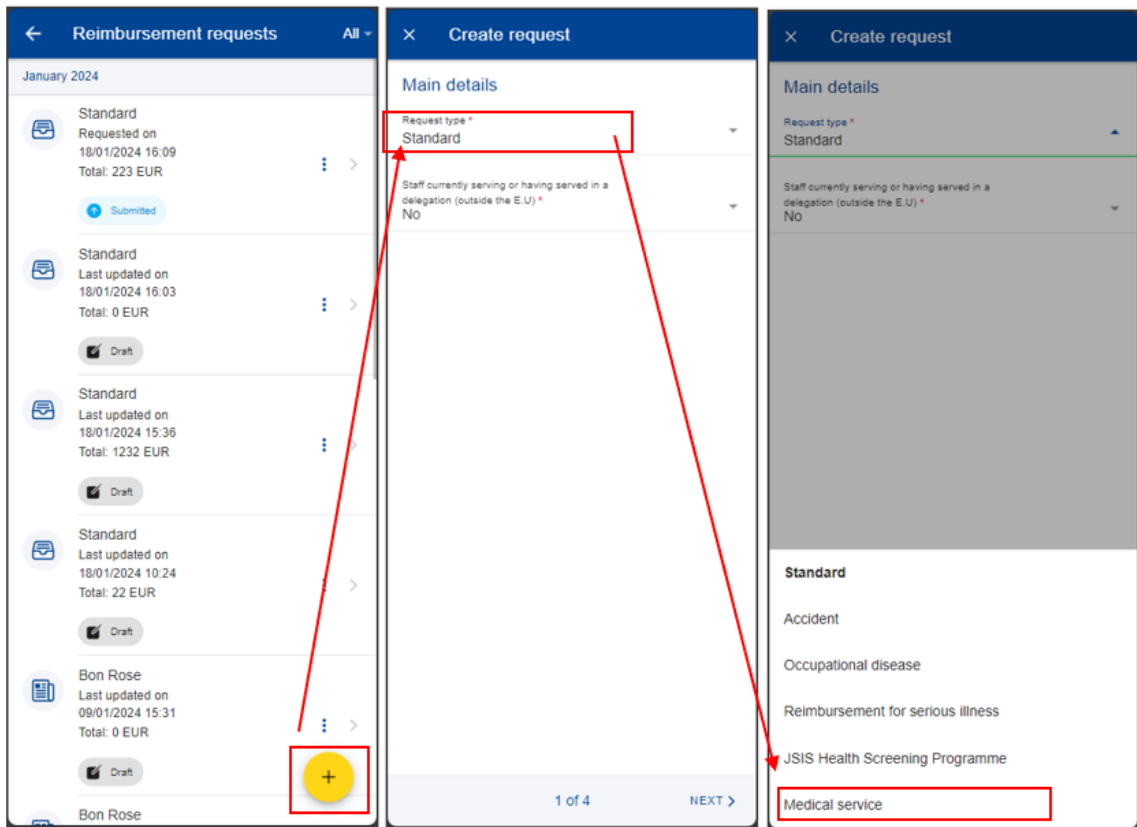 Reimbursement requests
All
January 2024
Standard
Requested on
18/01/2024 16:09
Total: 223 EUR
Submitted
Standard
Last updated on
18/01/2024 16:03
Total: 0 EUR
Draft
Standard
Last updated on
18/01/2024 15:36
Total: 1232 EUR
Draft
Standard
Last updated on
18/01/2024 10:24
Total: 22 EUR
Draft
Bon Rose
Last updated on
09/01/2024 15:31
Total: 0 EUR
Draft
Bon Rose
Create request
Main details
Request type *
Standard
Staff currently serving or having served in a
delegation (outside the E.U) *
No
1 of 4
NEXT
Create request
Main details
Request type *
Standard
Staff currently serving or having served in a
delegation (outside the E.U) *
No
Standard
Accident
Occupational disease
Reimbursement for serious illness
JSIS Health Screening Programme
Medical service